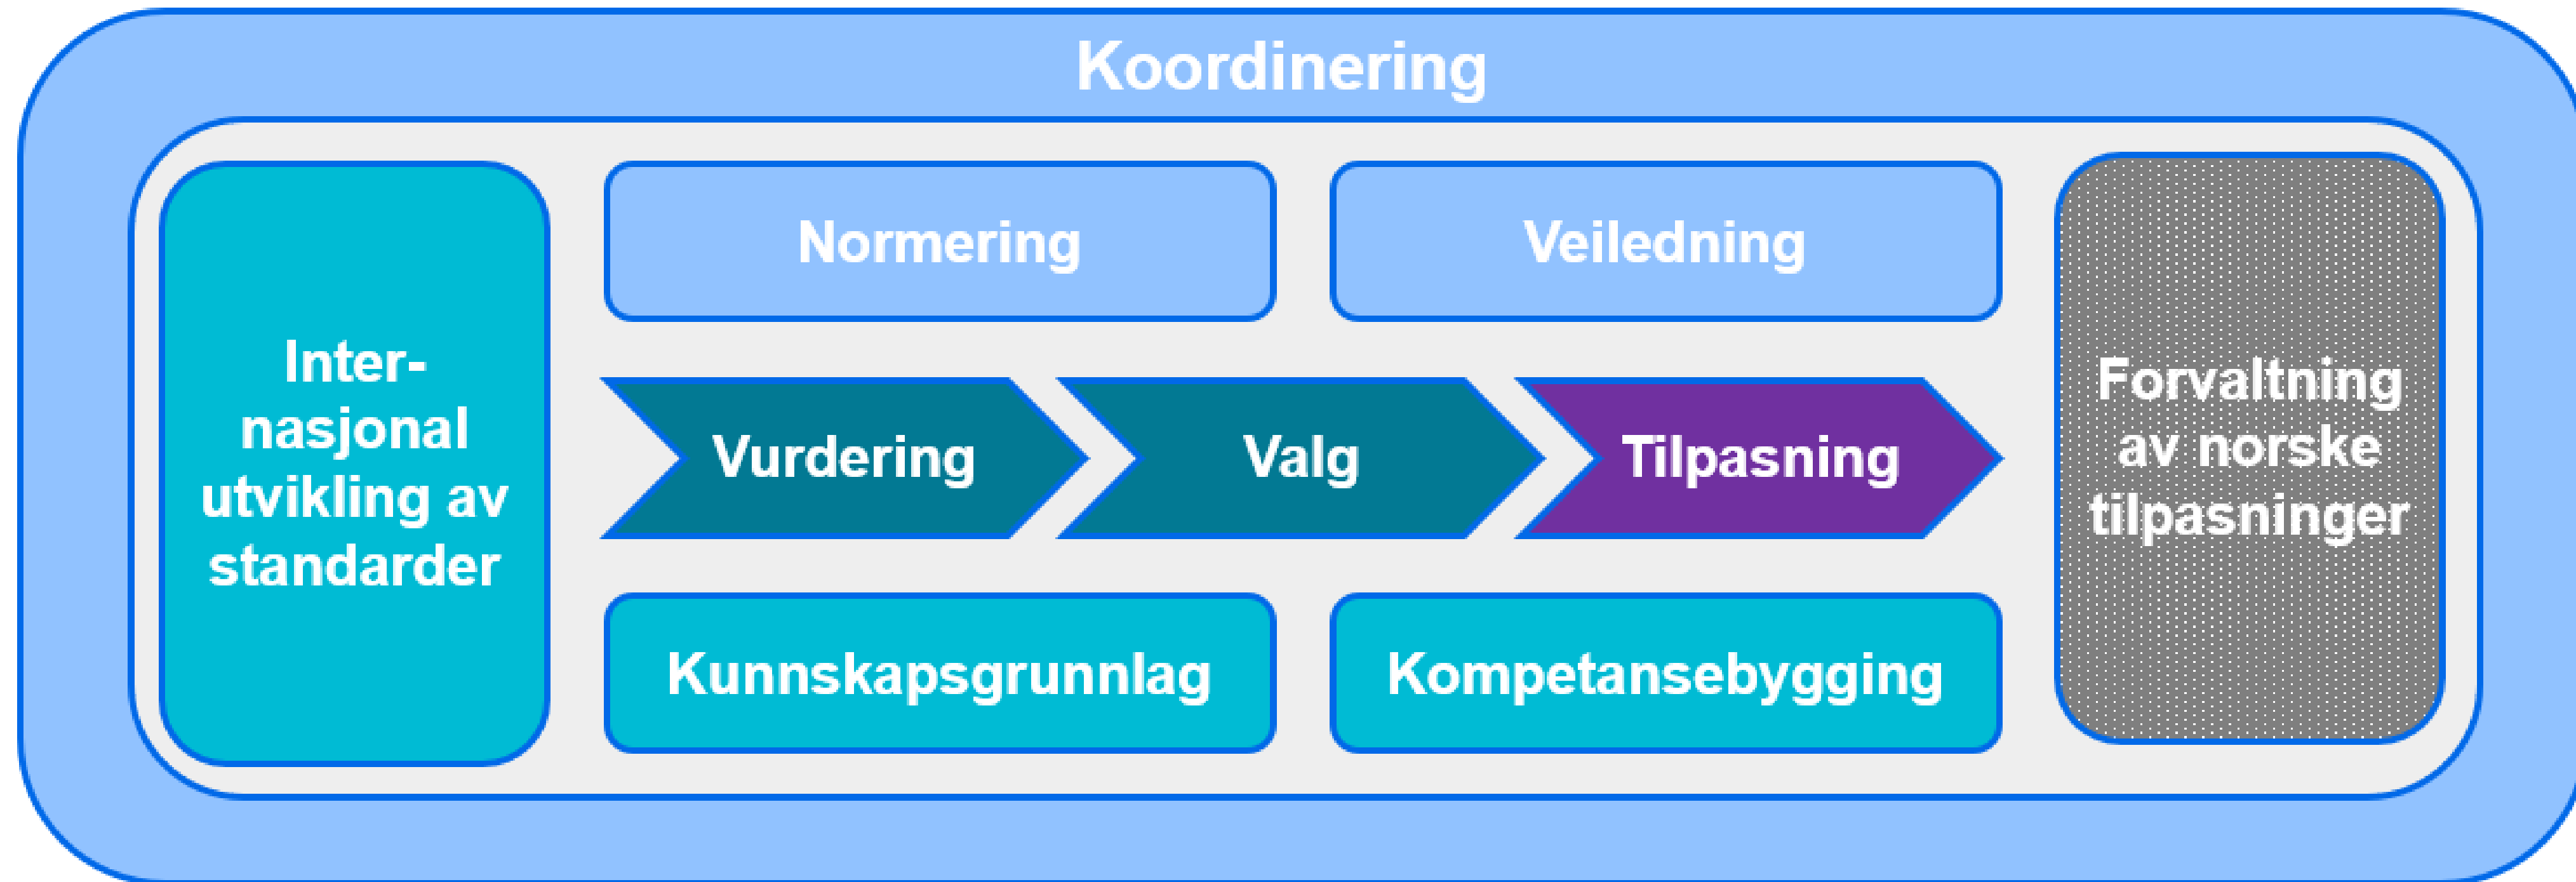 Koordinering
Inter-
nasjonal
utvikling av
standarder
Normering
Veiledning
Vurdering
Valg
Tilpasning
Kunnskapsgrunnlag
Kompetansebygging
Forvaltning
av norske
tilpasninger